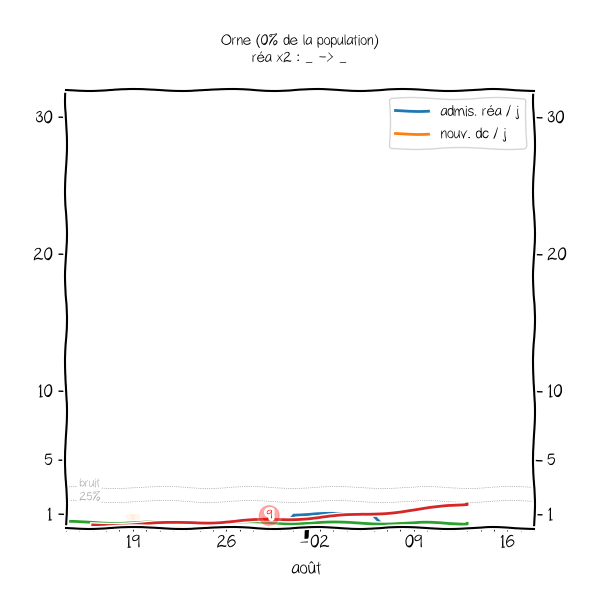 Orne (0% de la population)
réa x2 : _ -> _
admis. réa / j
nouv. dc / j
30
30
20
20
10
10
5
5
bruit
25%
1
9
1
19
26
02
09
16
août